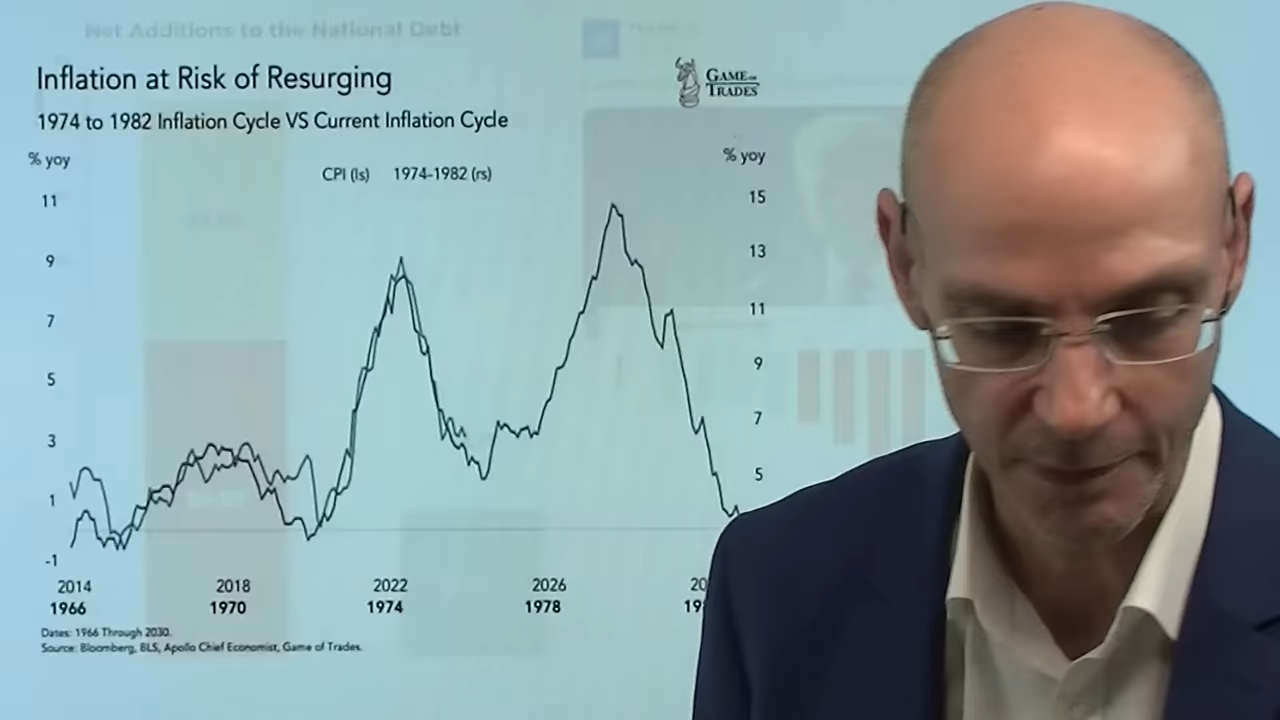 Net Additions to the National Debt
Inflation at Risk of Resurging
GAME OF
TRADES
1974 to 1982 Inflation Cycle VS Current Inflation Cycle
% yoy
% yoy
CPI (ls) 1974-1982 (rs)
11
9
7
5
3
1
-1
15
13
11
9
7
5
2014 2018 2022 2026
1966 1970 1974 1978
Dates: 1966 Through 2030.
Source: Bloomberg, BLS, Apollo Chief Economist, Game of Trades.